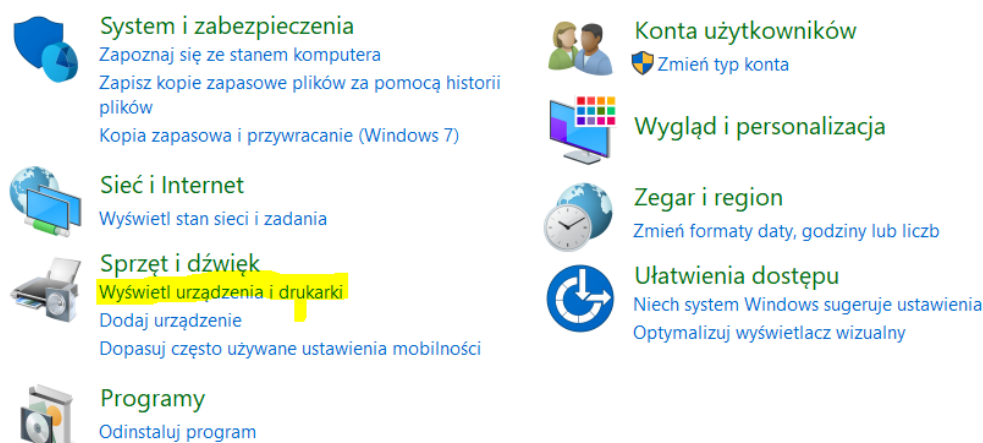 System i zabezpieczenia
Zapoznaj się ze stanem komputera
Zapisz kopie zapasowe plików za pomocą historii
plików
Kopia zapasowa i przywracanie (Windows 7)
Sieć i Internet
Wyświetl stan sieci i zadania
Sprzęt i dźwięk
Wyświetl urządzenia i drukarki
Dodaj urządzenie
Dopasuj często używane ustawienia mobilności
Programy
Odinstaluj program
Konta użytkowników
Zmień typ konta
Wygląd i personalizacja
Zegar i region
Zmień formaty daty, godziny lub liczb
Ułatwienia dostępu
Niech system Windows sugeruje ustawienia
Optymalizuj wyświetlacz wizualny